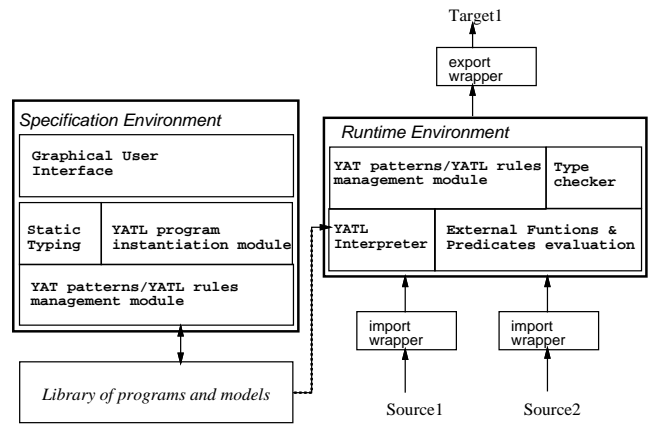 Target1
export
wrapper
Specification Environment
Graphical User
Interface
Static
Typing
YATL program
instantiation module
YAT patterns/YATL rules
management module
Library of programs and models
Runtime Environment
YAT patterns/YATL rules
management module
Type
checker
YATL
Interpreter
External Funtions &
Predicates evaluation
import
wrapper
import
wrapper
Source1
Source2